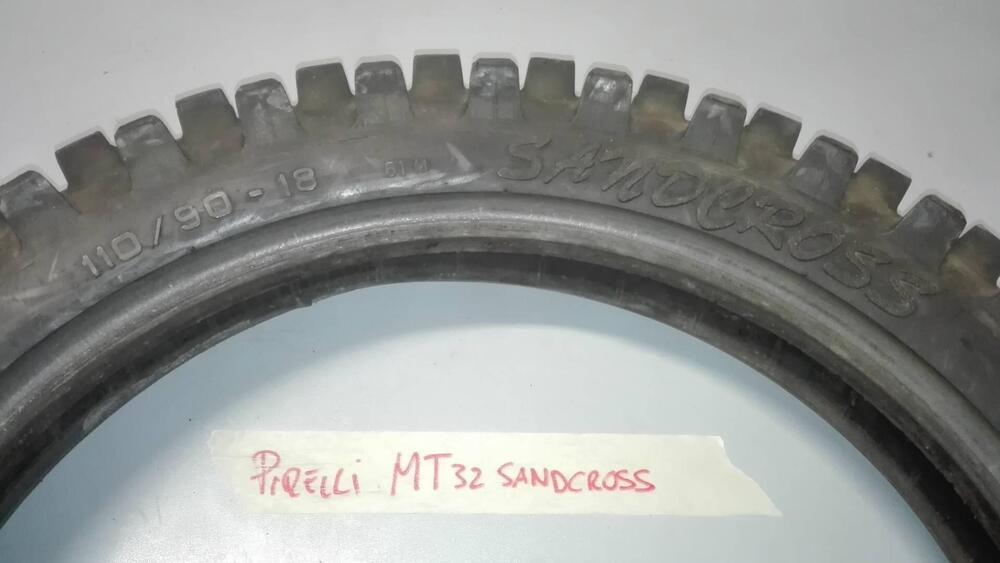 110/90-18 61M SANDCROSS
PIRELLI MT32 SANDCROSS